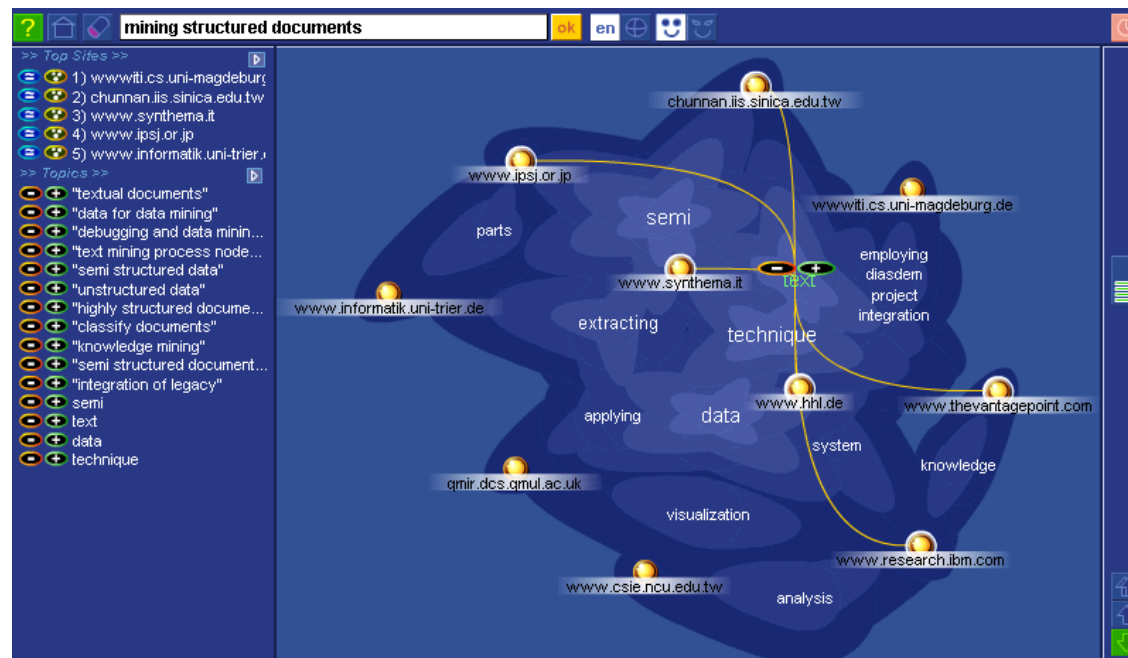 ?
mining structured documents
ok
en
>> Top Sites >>
1) wwwiti.cs.uni-magdeburg
2) chunnan.iis.sinica.edu.tw
3) www.synthema.it
4) www.ipsj.or.jp
5) www.informatik.uni-trier.
>> Topics >>
"textual documents"
"data for data mining"
"debugging and data minin...
"text mining process node...
"semi structured data"
"unstructured data"
"highly structured docume...
"classify documents"
"knowledge mining"
"semi structured document...
"integration of legacy"
semi
text
data
technique
chunnan.iis.sinica.edu.tw
www.ipsj.or.jp
wwwiti.cs.uni-magdeburg.de
semi
parts
employing
diasdem
project
integration
www.synthema.it
text
www.informatik.uni-trier.de
extracting
technique
www.hhl.de
www.thevantagepoint.com
applying
data
system
knowledge
qmir.dcs.qmul.ac.uk
visualization
www.research.ibm.com
www.csie.ncu.edu.tw
analysis